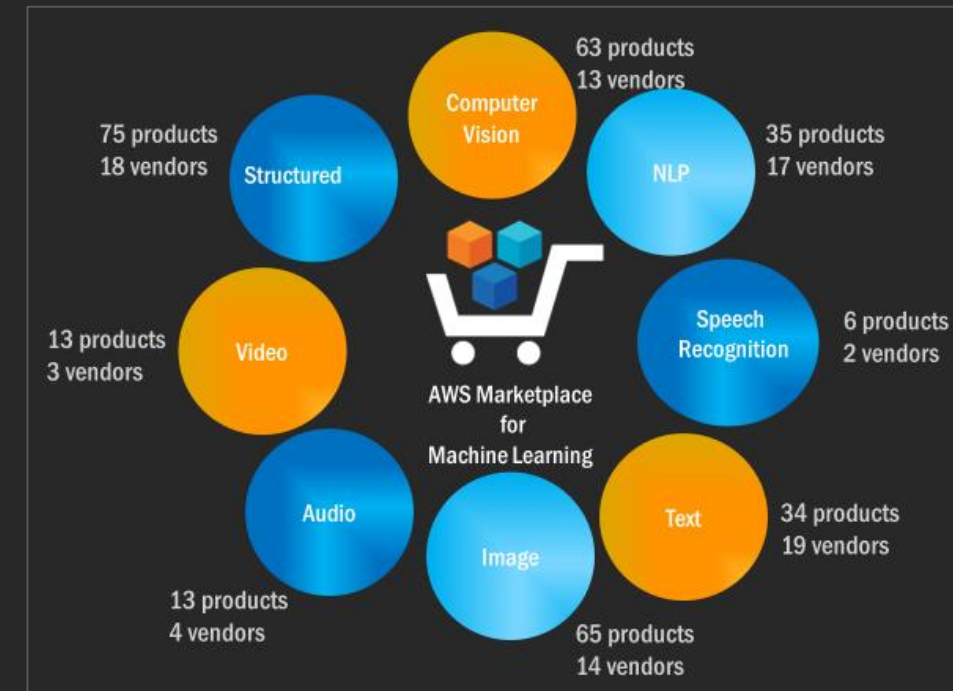 63 products
13 vendors
Computer
Vision
75 products
18 vendors
Structured
35 products
17 vendors
NLP
Speech
Recognition
6 products
2 vendors
13 products
3 vendors
Video
AWS Marketplace
for
Machine Learning
Audio
13 products
4 vendors
Image
65 products
14 vendors
Text
34 products
19 vendors